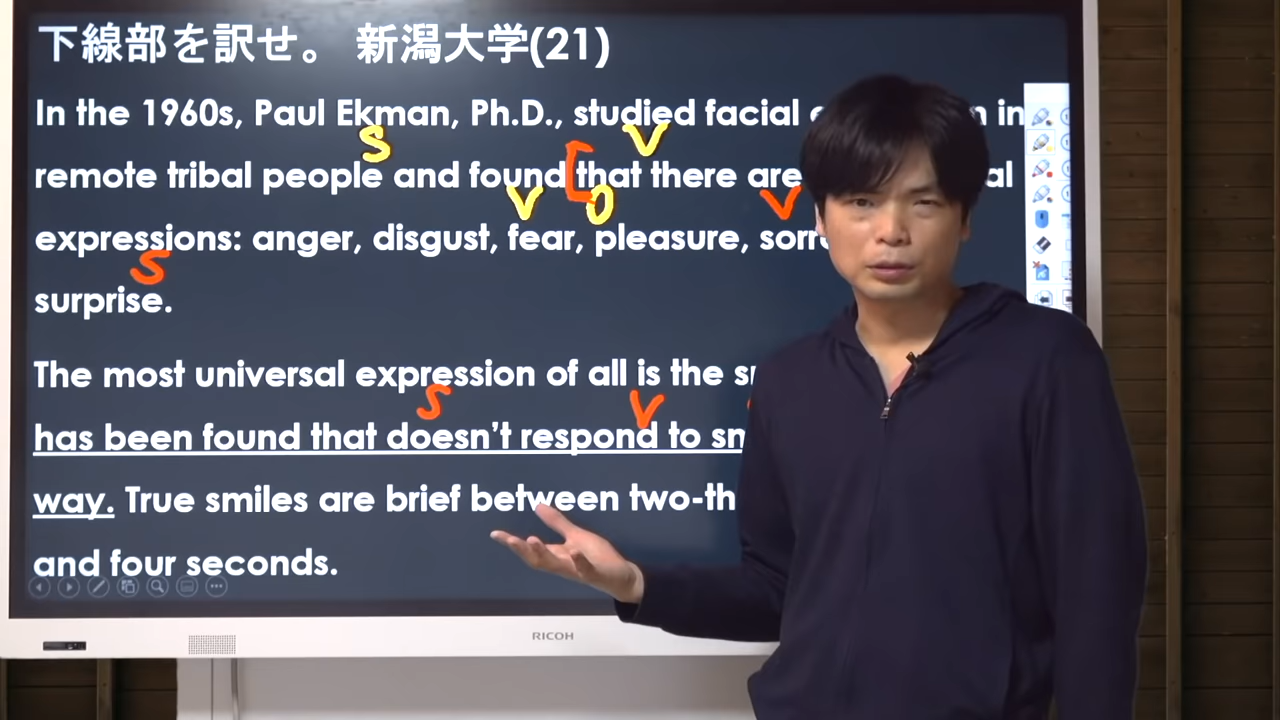 下線部を訳せ。 新潟大学(21)
In the 1960s, Paul Ekman, Ph.D., studied facial in
S V
remote tribal people and found [that there are
V O V
expressions: anger, disgust, fear, pleasure,
S
surprise.
The most universal expression of all is the
S V
has been found that doesn't respond to
way. True smiles are brief between
and four seconds.
RICOH